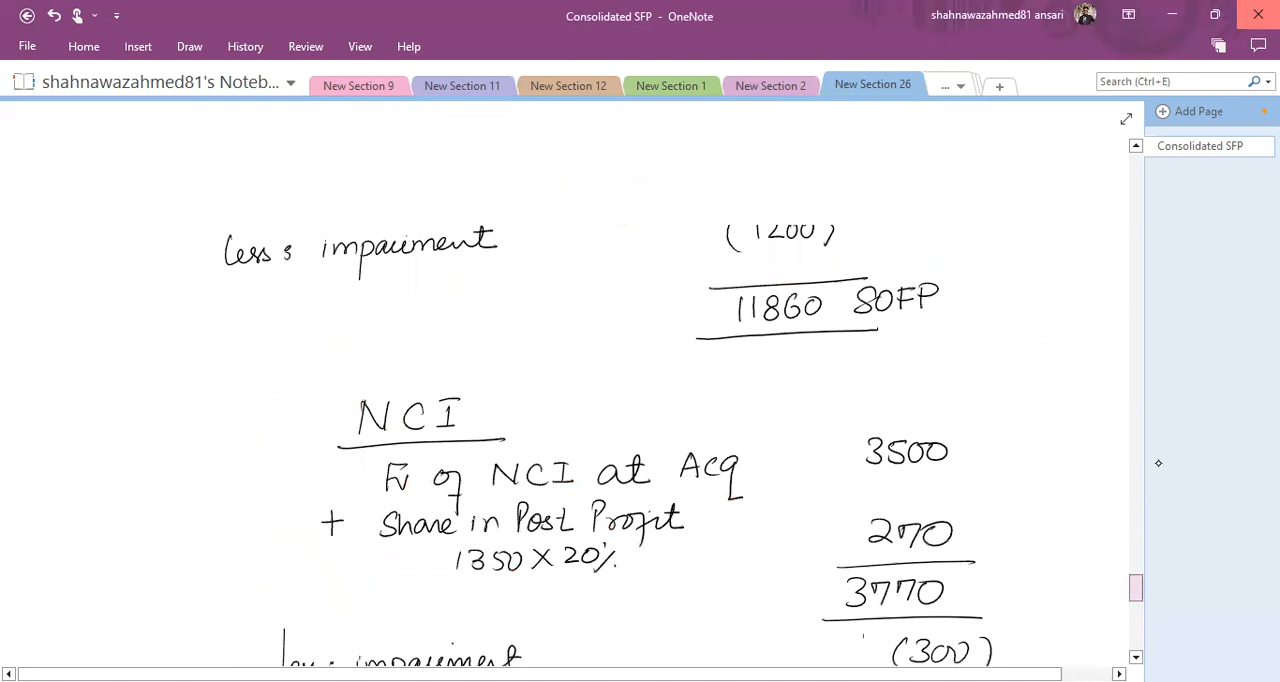 Consolidated SFP - OneNote
shahnawazahmed81 ansari
File Home Insert Draw History Review View Help
shahnawazahmed81's Noteb...
New Section 9
New Section 11
New Section 12
New Section 1
New Section 2
New Section 26
...
Search (Ctrl+E)
Add Page
Consolidated SFP
less : impairment (1200)
11860 SOFP
NCI
Fv of NCI at Acq 3500
+ Share in Post Profit 270
1350 X 20%
3770
less : impairment (300)